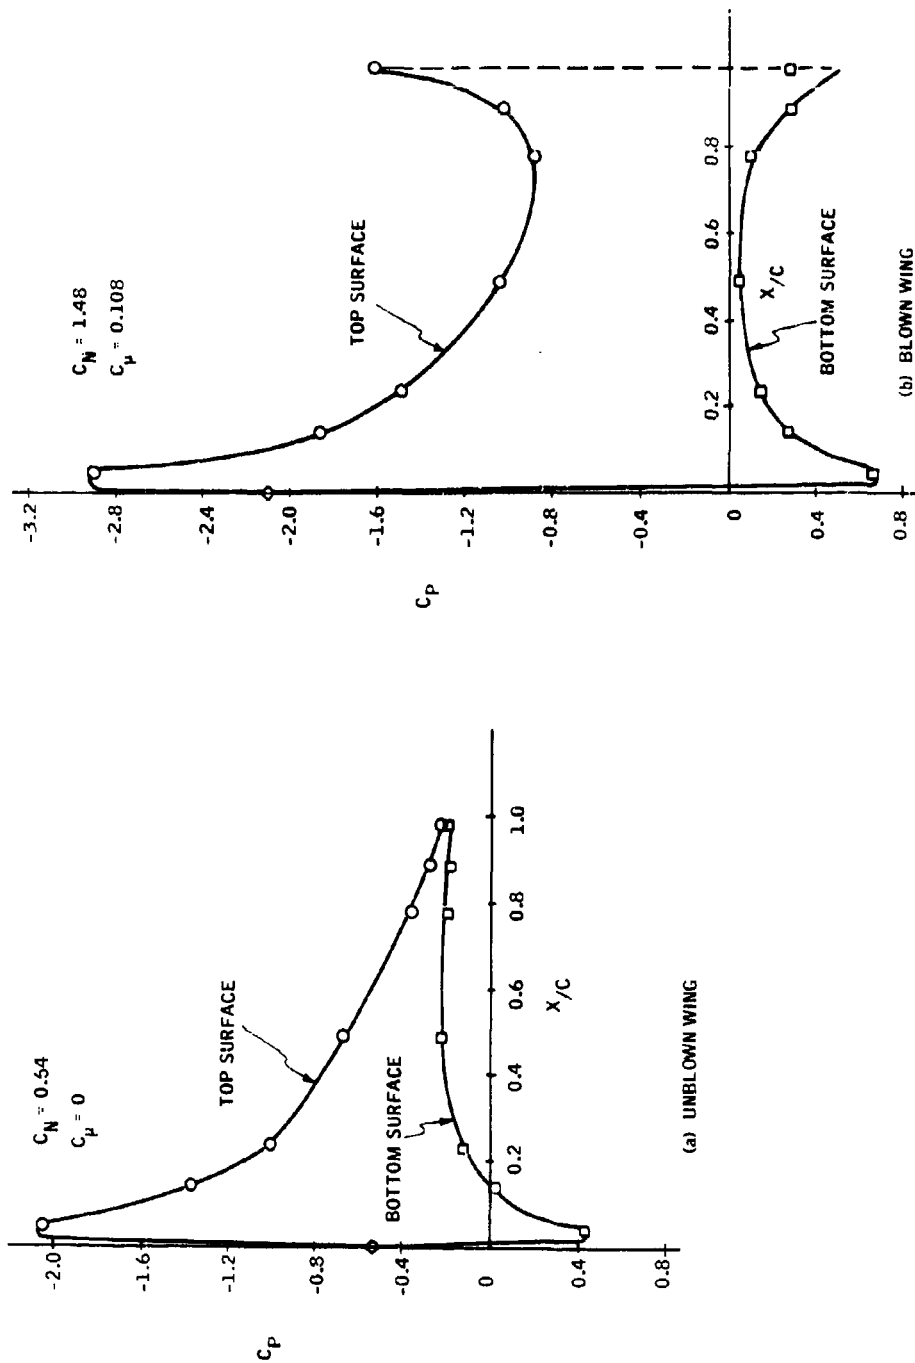 C_N = 0.64
C_μ = 0
-2.0
-1.6
-1.2
-0.8
-0.4
0
0.4
0.8
C_P
TOP SURFACE
BOTTOM SURFACE
0.2
0.4
0.6
0.8
1.0
X/C
(a) UNBLOWN WING
C_N = 1.48
C_μ = 0.108
-3.2
-2.8
-2.4
-2.0
-1.6
-1.2
-0.8
-0.4
0
0.4
0.8
C_P
TOP SURFACE
0.2
0.4
0.6
0.8
X/C
BOTTOM SURFACE
(b) BLOWN WING